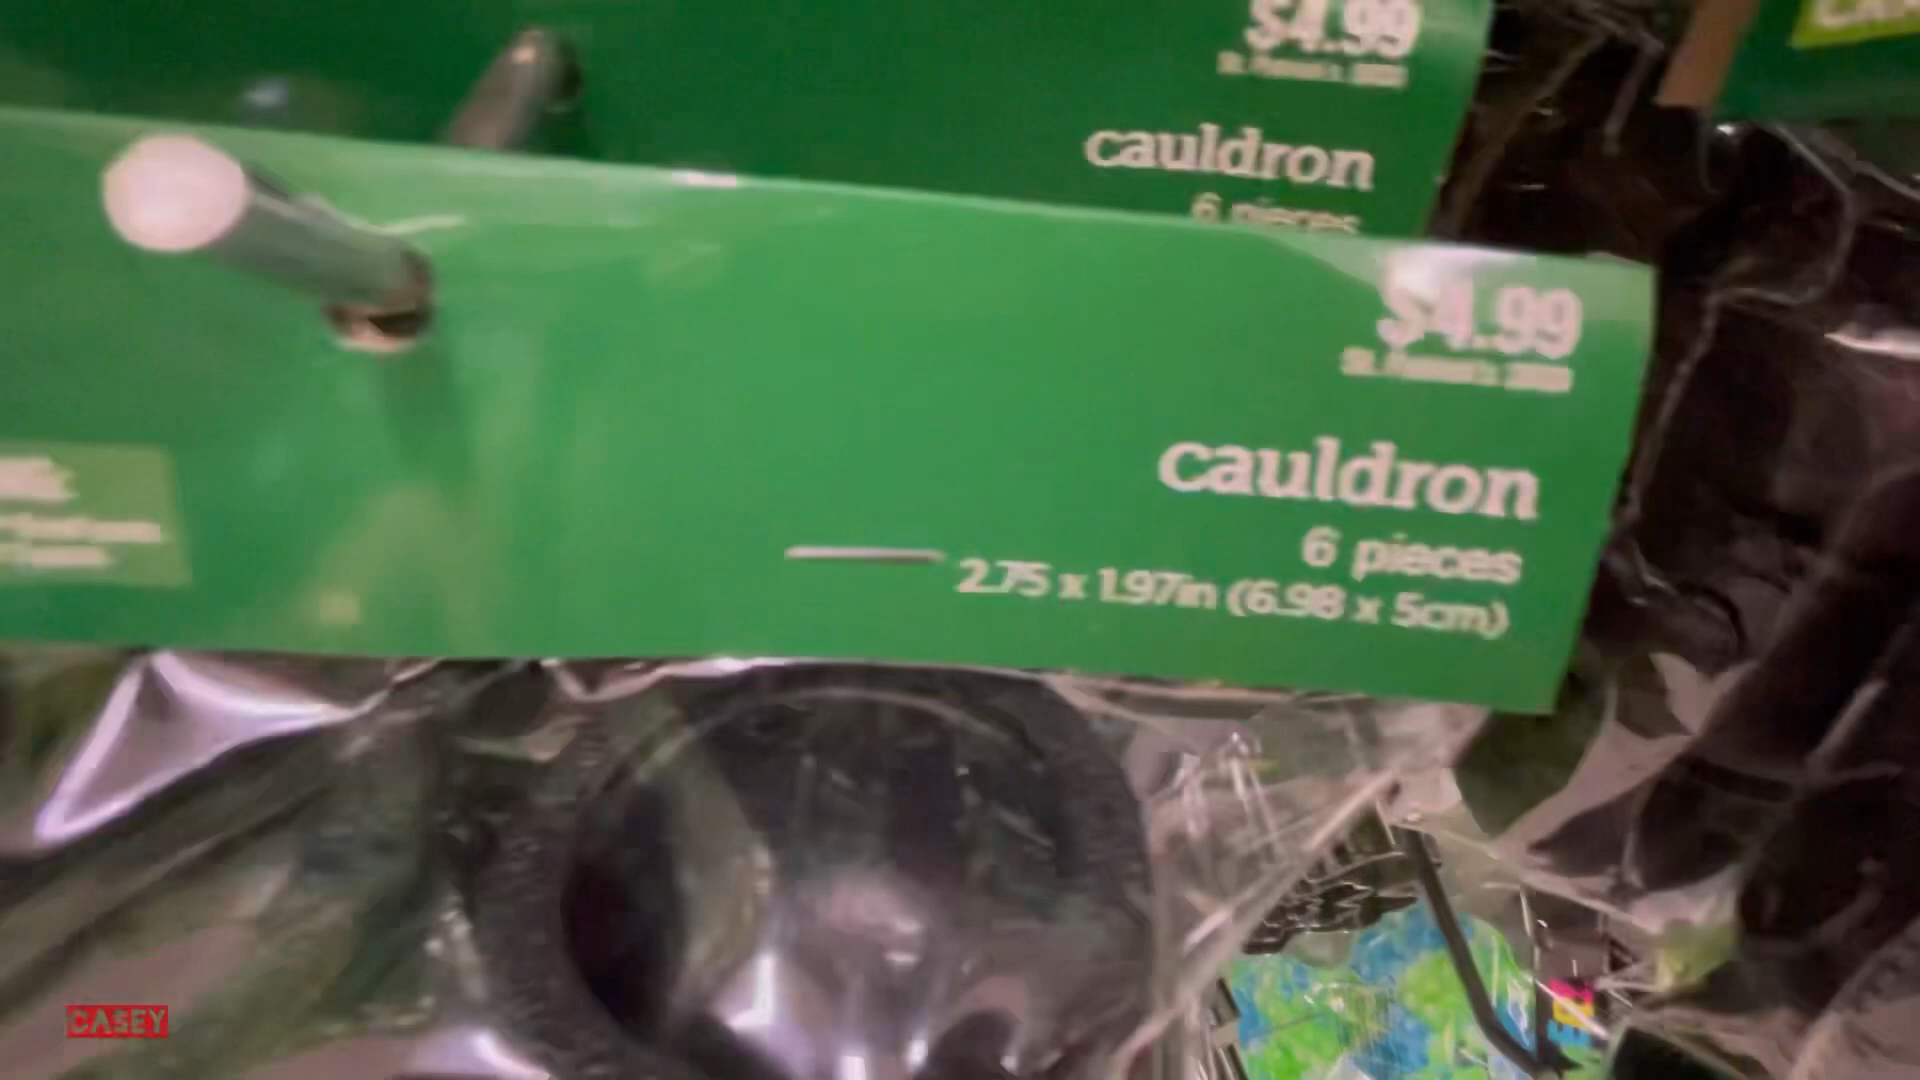 $4.99
cauldron
6 pieces
$4.99
cauldron
6 pieces
2.75 x 1.97in (6.98 x 5cm)
CASEY